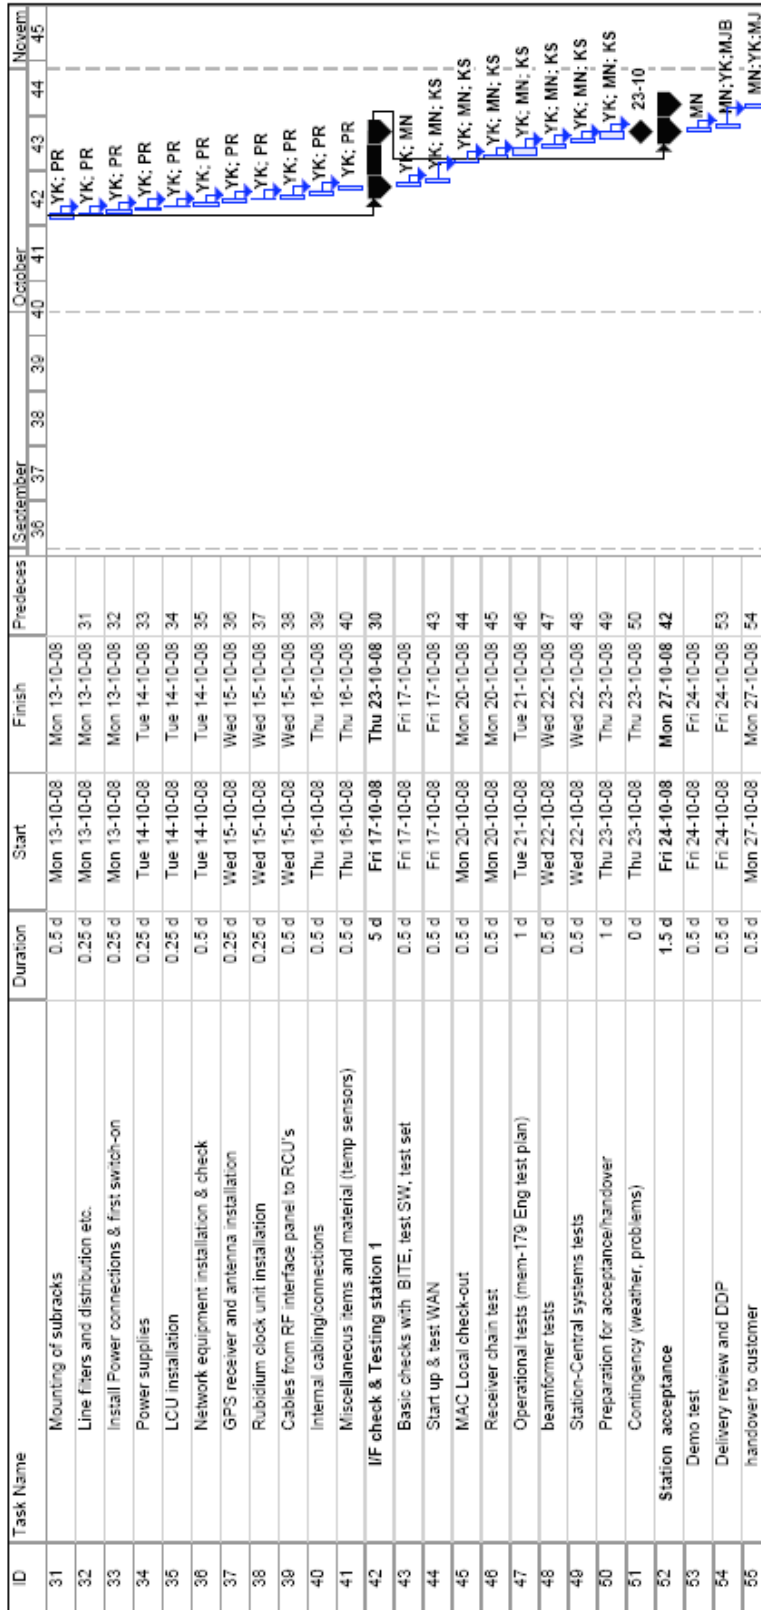 ID Task Name Duration Start Finish Predeces September October Novem
36 37 38 39 40 41 42 43 44 45
31 Mounting of subracks 0.5 d Mon 13-10-08 Mon 13-10-08 YK; PR
32 Line filters and distribution etc. 0.25 d Mon 13-10-08 Mon 13-10-08 31 YK; PR
33 Install Power connections & first switch-on 0.25 d Mon 13-10-08 Mon 13-10-08 32 YK; PR
34 Power supplies 0.25 d Tue 14-10-08 Tue 14-10-08 33 YK; PR
35 LCU installation 0.25 d Tue 14-10-08 Tue 14-10-08 34 YK; PR
36 Network equipment installation & check 0.5 d Tue 14-10-08 Tue 14-10-08 35 YK; PR
37 GPS receiver and antenna installation 0.25 d Wed 15-10-08 Wed 15-10-08 36 YK; PR
38 Rubidium clock unit installation 0.25 d Wed 15-10-08 Wed 15-10-08 37 YK; PR
39 Cables from RF interface panel to RCU's 0.5 d Wed 15-10-08 Wed 15-10-08 38 YK; PR
40 Internal cabling/connections 0.5 d Thu 16-10-08 Thu 16-10-08 39 YK; PR
41 Miscellaneous items and material (temp sensors) 0.5 d Thu 16-10-08 Thu 16-10-08 40 YK; PR
42 I/F check & Testing station 1 5 d Fri 17-10-08 Thu 23-10-08 30
43 Basic checks with BITE, test SW, test set 0.5 d Fri 17-10-08 Fri 17-10-08 YK; MN
44 Start up & test WAN 0.5 d Fri 17-10-08 Fri 17-10-08 43 YK; MN; KS
45 MAC Local check-out 0.5 d Mon 20-10-08 Mon 20-10-08 44 YK; MN; KS
46 Receiver chain test 0.5 d Mon 20-10-08 Mon 20-10-08 45 YK; MN; KS
47 Operational tests (mem-179 Eng test plan) 1 d Tue 21-10-08 Tue 21-10-08 46 YK; MN; KS
48 beamformer tests 0.5 d Wed 22-10-08 Wed 22-10-08 47 YK; MN; KS
49 Station-Central systems tests 0.5 d Wed 22-10-08 Wed 22-10-08 48 YK; MN; KS
50 Preparation for acceptance/handover 1 d Thu 23-10-08 Thu 23-10-08 49 YK; MN; KS
51 Contingency (weather, problems) 0 d Thu 23-10-08 Thu 23-10-08 50 23-10
52 Station acceptance 1.5 d Fri 24-10-08 Mon 27-10-08 42
53 Demo test 0.5 d Fri 24-10-08 Fri 24-10-08 MN
54 Delivery review and DDP 0.5 d Fri 24-10-08 Fri 24-10-08 53 MN;YK;MJB
55 handover to customer 0.5 d Mon 27-10-08 Mon 27-10-08 54 MN;YK;MJ